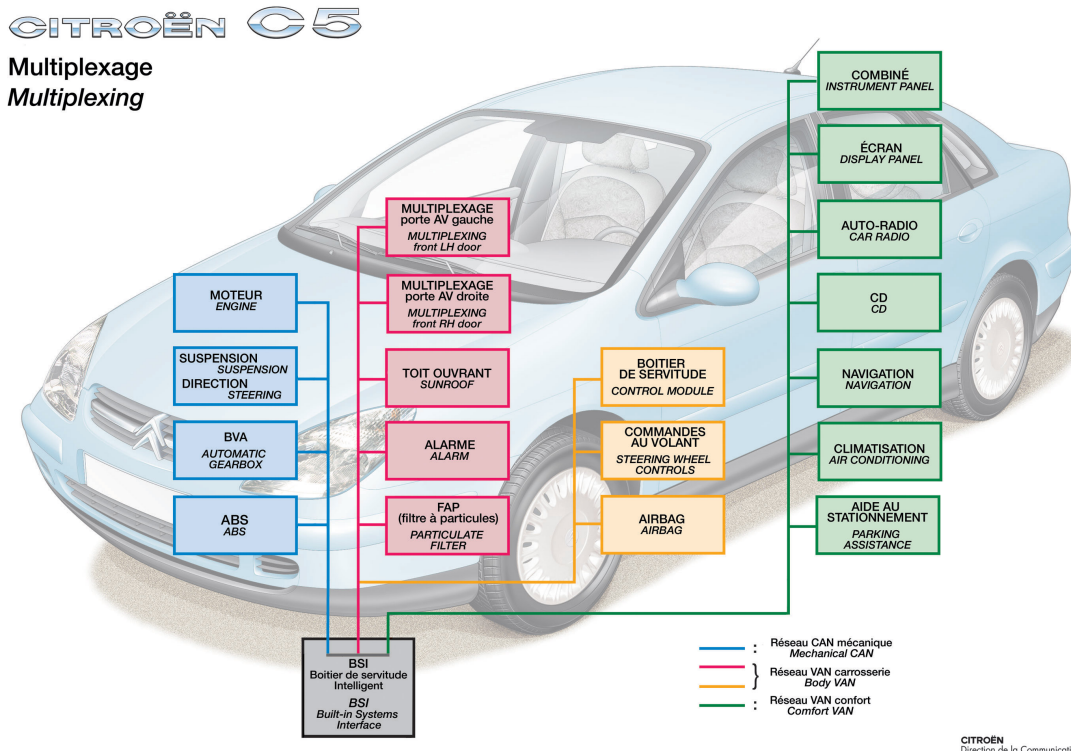 CITROËN C5
Multiplexage
Multiplexing
COMBINÉ
INSTRUMENT PANEL
ÉCRAN
DISPLAY PANEL
AUTO-RADIO
CAR RADIO
CD
CD
NAVIGATION
NAVIGATION
CLIMATISATION
AIR CONDITIONING
AIDE AU
STATIONNEMENT
PARKING
ASSISTANCE
MULTIPLEXAGE
porte AV gauche
MULTIPLEXING
front LH door
MULTIPLEXAGE
porte AV droite
MULTIPLEXING
front RH door
TOIT OUVRANT
SUNROOF
ALARME
ALARM
FAP
(filtre à particules)
PARTICULATE
FILTER
MOTEUR
ENGINE
SUSPENSION
SUSPENSION
DIRECTION
STEERING
BVA
AUTOMATIC
GEARBOX
ABS
ABS
BOITIER
DE SERVITUDE
CONTROL MODULE
COMMANDES
AU VOLANT
STEERING WHEEL
CONTROLS
AIRBAG
AIRBAG
BSI
Boitier de servitude
Intelligent
BSI
Built-in Systems
Interface
: Réseau CAN mécanique
Mechanical CAN
} Réseau VAN carrosserie
Body VAN
: Réseau VAN confort
Comfort VAN
CITROËN
Direction de la Communicati